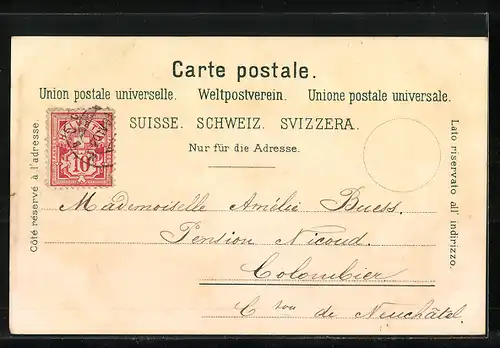 Carte postale.
Union postale universelle. Weltpostverein. Unione postale universale.
SUISSE. SCHWEIZ. SVIZZERA.
Nur für die Adresse.
Côté réservé à l'adresse.
Lato riservato all' indirizzo.
10
Mademoiselle Amélie Buess.
Pension Nicoud.
Colombier
Cton de Neuchâtel.